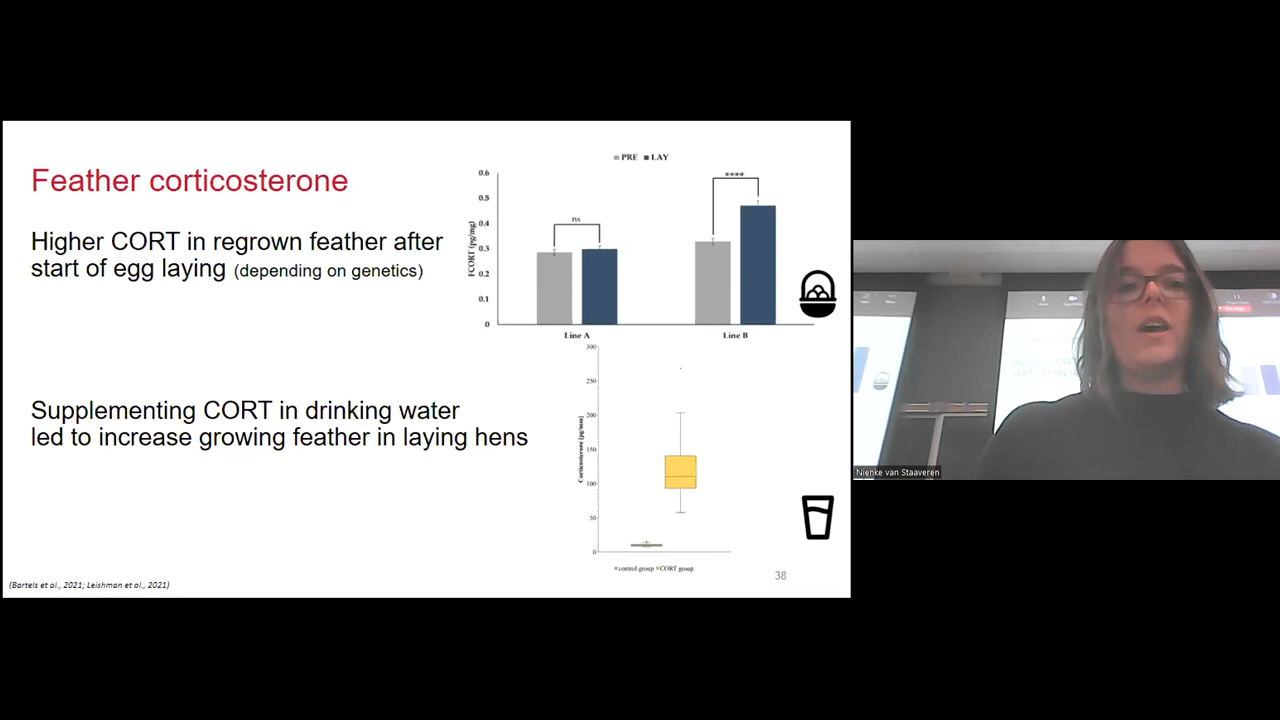 Feather corticosterone
Higher CORT in regrown feather after
start of egg laying (depending on genetics)
Supplementing CORT in drinking water
led to increase growing feather in laying hens
(Bartels et al., 2021; Leishman et al., 2021)
PRE LAY
FCORT (pg/mg)
0.6
0.5
0.4
0.3
0.2
0.1
0
ns
****
Line A
Line B
Corticosterone [pg/mm]
300
250
200
150
100
50
0
control group CORT group
38
Nienke van Staaveren